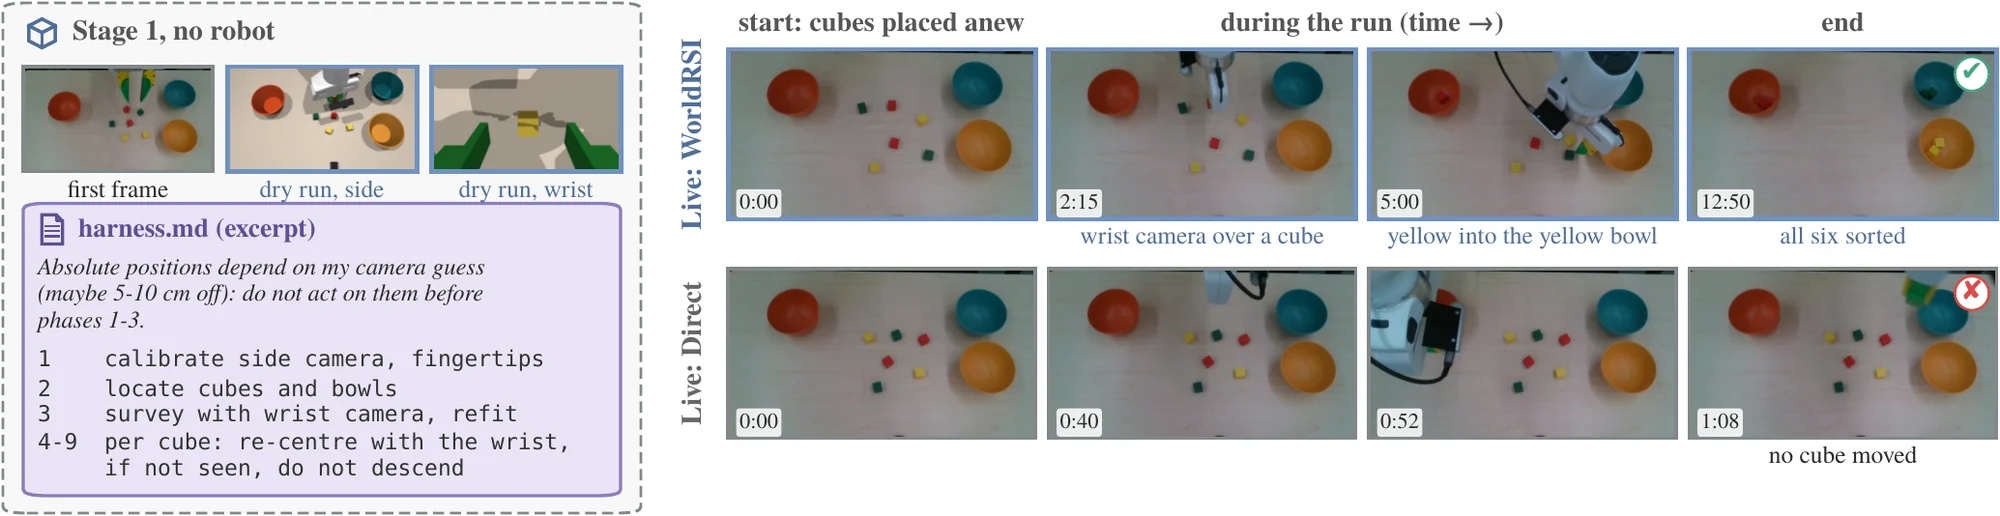 Stage 1, no robot
first frame
dry run, side
dry run, wrist
harness.md (excerpt)
Absolute positions depend on my camera guess
(maybe 5-10 cm off): do not act on them before
phases 1-3.
1 calibrate side camera, fingertips
2 locate cubes and bowls
3 survey with wrist camera, refit
4-9 per cube: re-centre with the wrist,
if not seen, do not descend
start: cubes placed anew
during the run (time →)
end
Live: WorldRSI
0:00
2:15
5:00
12:50
wrist camera over a cube
yellow into the yellow bowl
all six sorted
Live: Direct
0:00
0:40
0:52
1:08
no cube moved